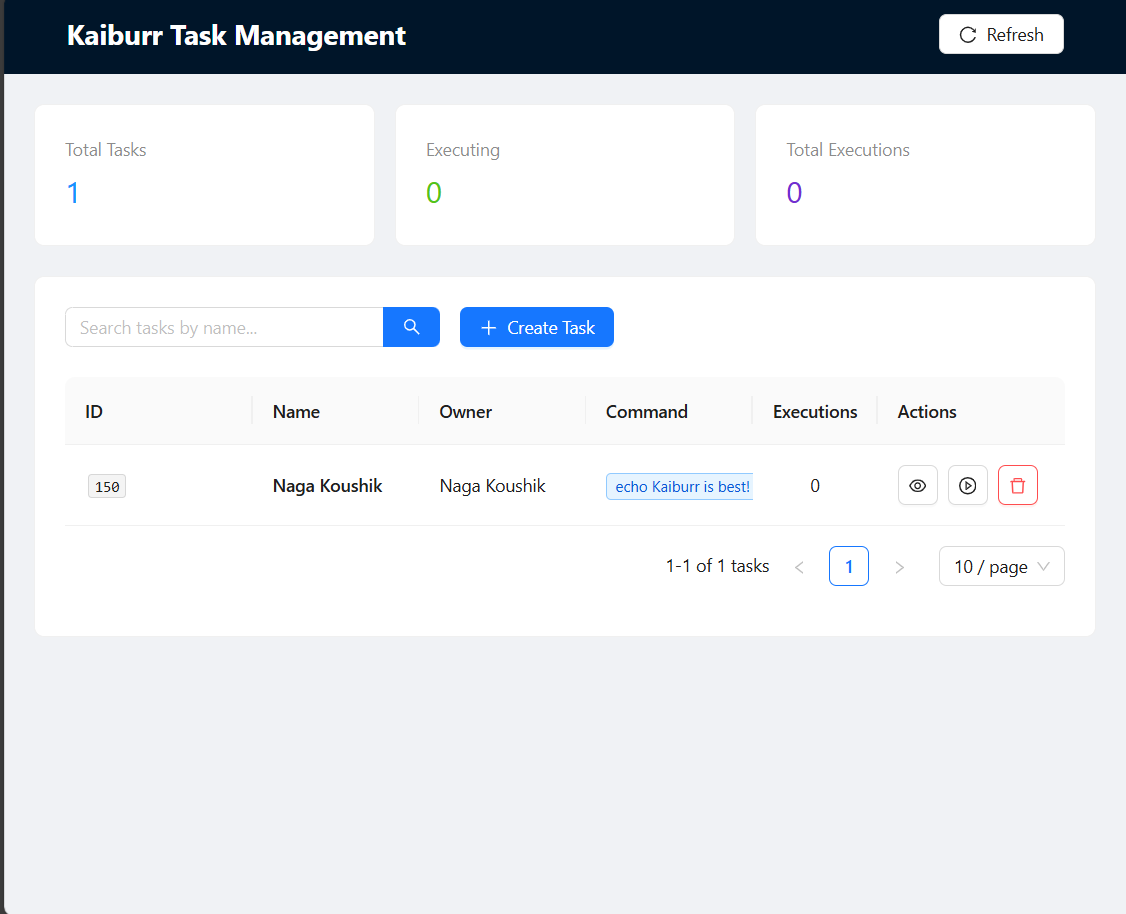 Kaiburr Task Management
Refresh
Total Tasks
1
Executing
0
Total Executions
0
Search tasks by name...
Create Task
ID Name Owner Command Executions Actions
150 Naga Koushik Naga Koushik echo Kaiburr is best! 0
1-1 of 1 tasks < 1 > 10 / page